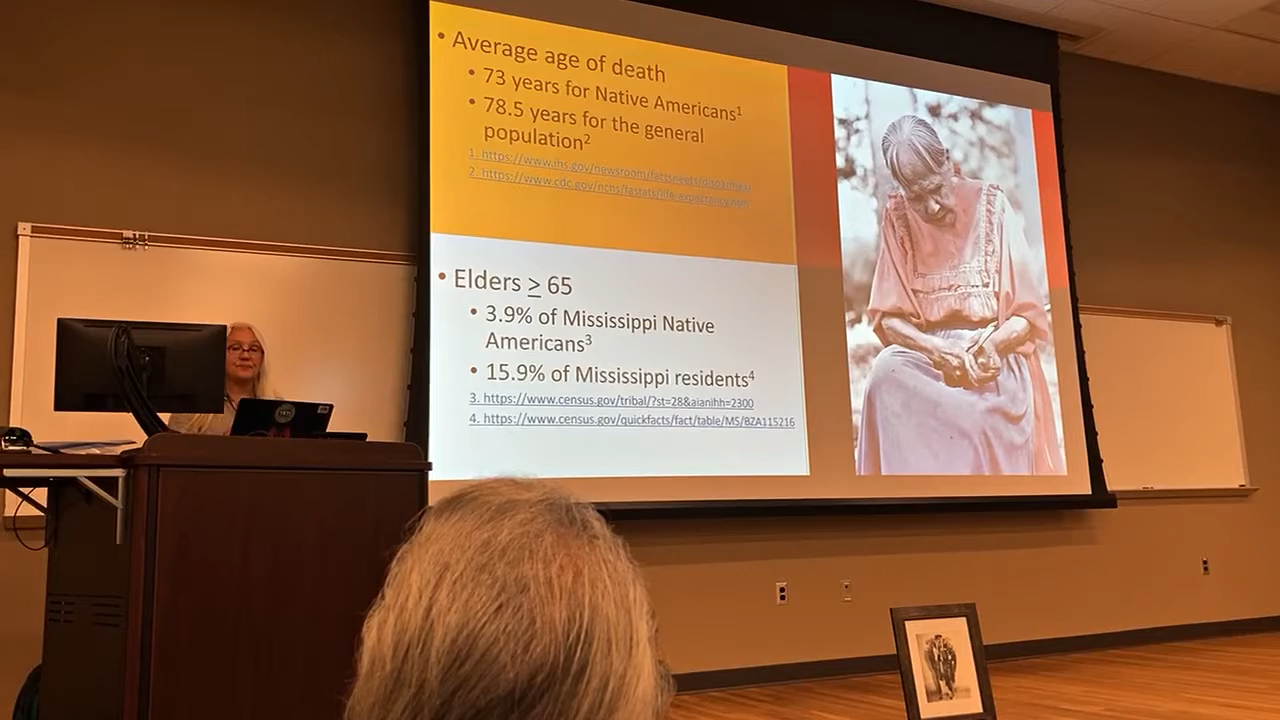 • Average age of death
• 73 years for Native Americans1
• 78.5 years for the general
population2
1. https://www.ihs.gov/newsroom/factsheets/disparities/
2. https://www.cdc.gov/nchs/fastats/life-expectancy.htm
• Elders ≥ 65
• 3.9% of Mississippi Native
Americans3
• 15.9% of Mississippi residents4
3. https://www.census.gov/tribal/?st=28&aianihh=2300
4. https://www.census.gov/quickfacts/fact/table/MS/BZA115216